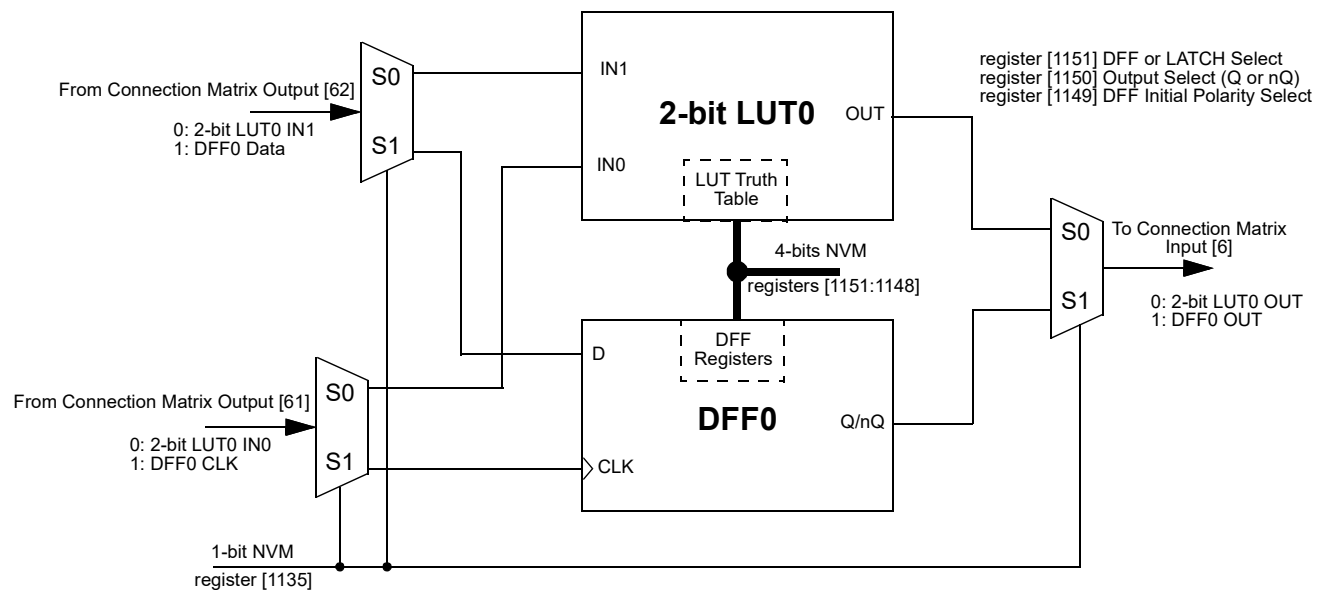 From Connection Matrix Output [62]
0: 2-bit LUT0 IN1
1: DFF0 Data
S0
S1
IN1
IN0
2-bit LUT0
OUT
LUT Truth
Table
register [1151] DFF or LATCH Select
register [1150] Output Select (Q or nQ)
register [1149] DFF Initial Polarity Select
4-bits NVM
registers [1151:1148]
S0
S1
To Connection Matrix
Input [6]
0: 2-bit LUT0 OUT
1: DFF0 OUT
From Connection Matrix Output [61]
0: 2-bit LUT0 IN0
1: DFF0 CLK
S0
S1
D
DFF
Registers
DFF0
Q/nQ
CLK
1-bit NVM
register [1135]